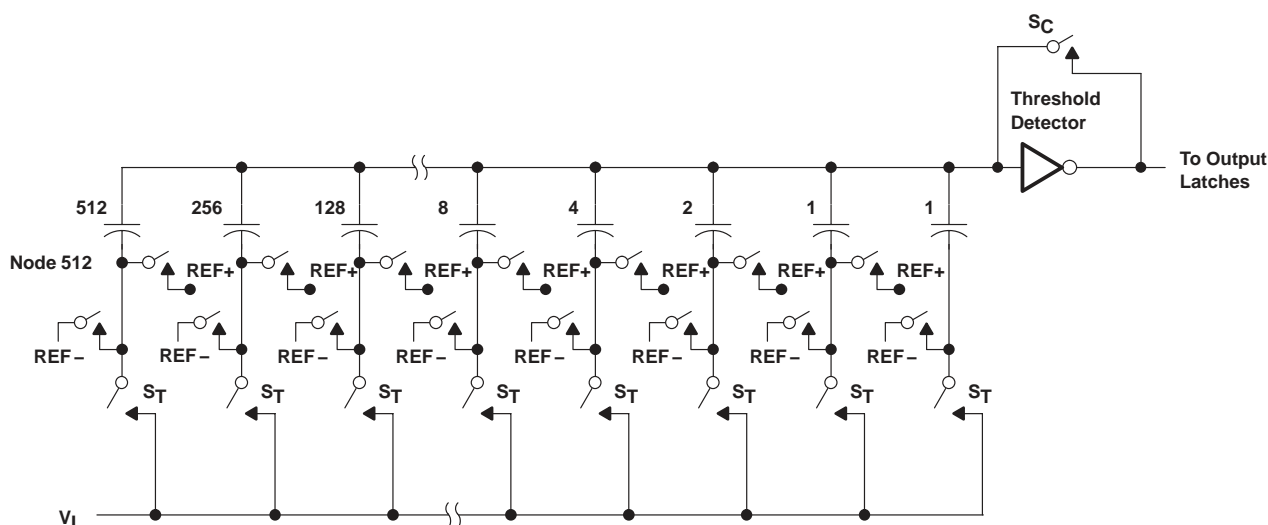 SC
Threshold
Detector
To Output
Latches
512 256 128 8 4 2 1 1
Node 512
REF+ REF+ REF+ REF+ REF+ REF+ REF+
REF– REF– REF– REF– REF– REF– REF– REF–
ST ST ST ST ST ST ST
VI